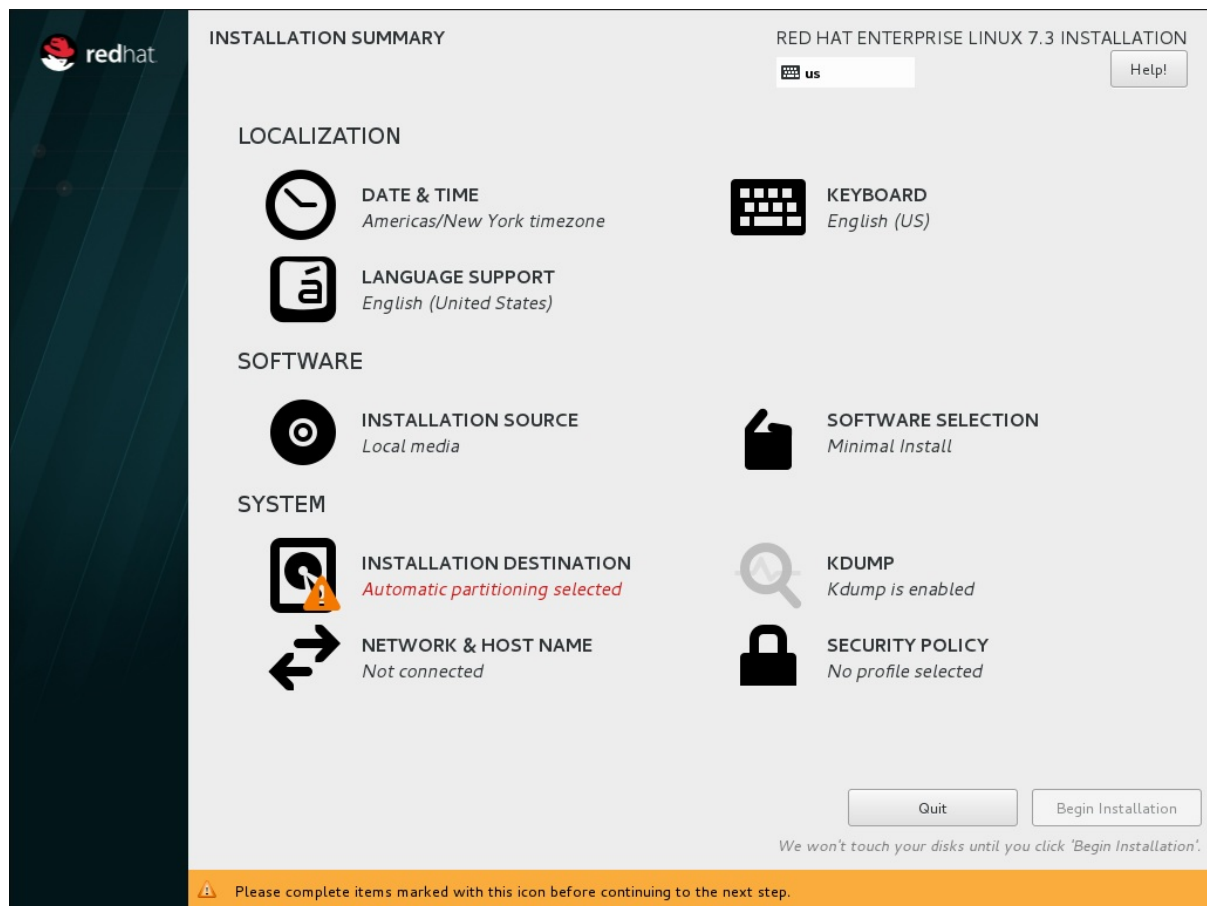 redhat
INSTALLATION SUMMARY
RED HAT ENTERPRISE LINUX 7.3 INSTALLATION
us
Help!
LOCALIZATION
DATE & TIME
Americas/New York timezone
KEYBOARD
English (US)
á
LANGUAGE SUPPORT
English (United States)
SOFTWARE
INSTALLATION SOURCE
Local media
SOFTWARE SELECTION
Minimal Install
SYSTEM
INSTALLATION DESTINATION
Automatic partitioning selected
KDUMP
Kdump is enabled
NETWORK & HOST NAME
Not connected
SECURITY POLICY
No profile selected
Quit
Begin Installation
We won't touch your disks until you click 'Begin Installation'.
Please complete items marked with this icon before continuing to the next step.